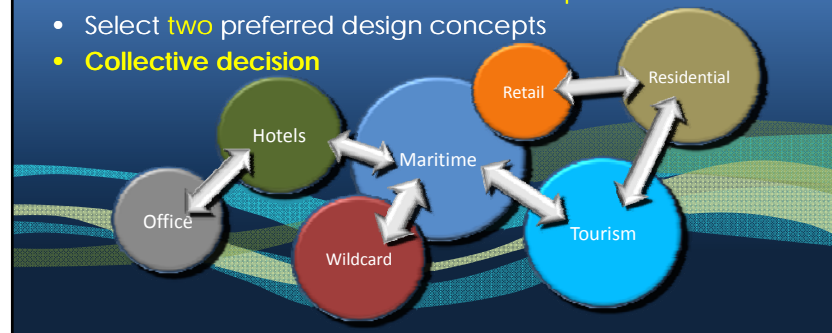 • Select two preferred design concepts
• Collective decision
Retail
Residential
Hotels
Maritime
Office
Wildcard
Tourism